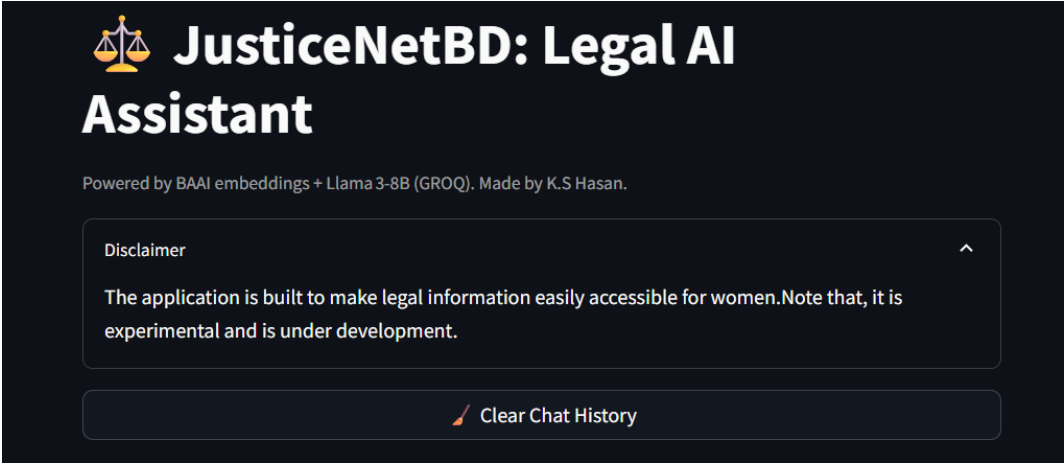 ⚖️ JusticeNetBD: Legal AI
Assistant
Powered by BAAI embeddings + Llama 3-8B (GROQ). Made by K.S Hasan.
Disclaimer
The application is built to make legal information easily accessible for women.Note that, it is
experimental and is under development.
🧹 Clear Chat History